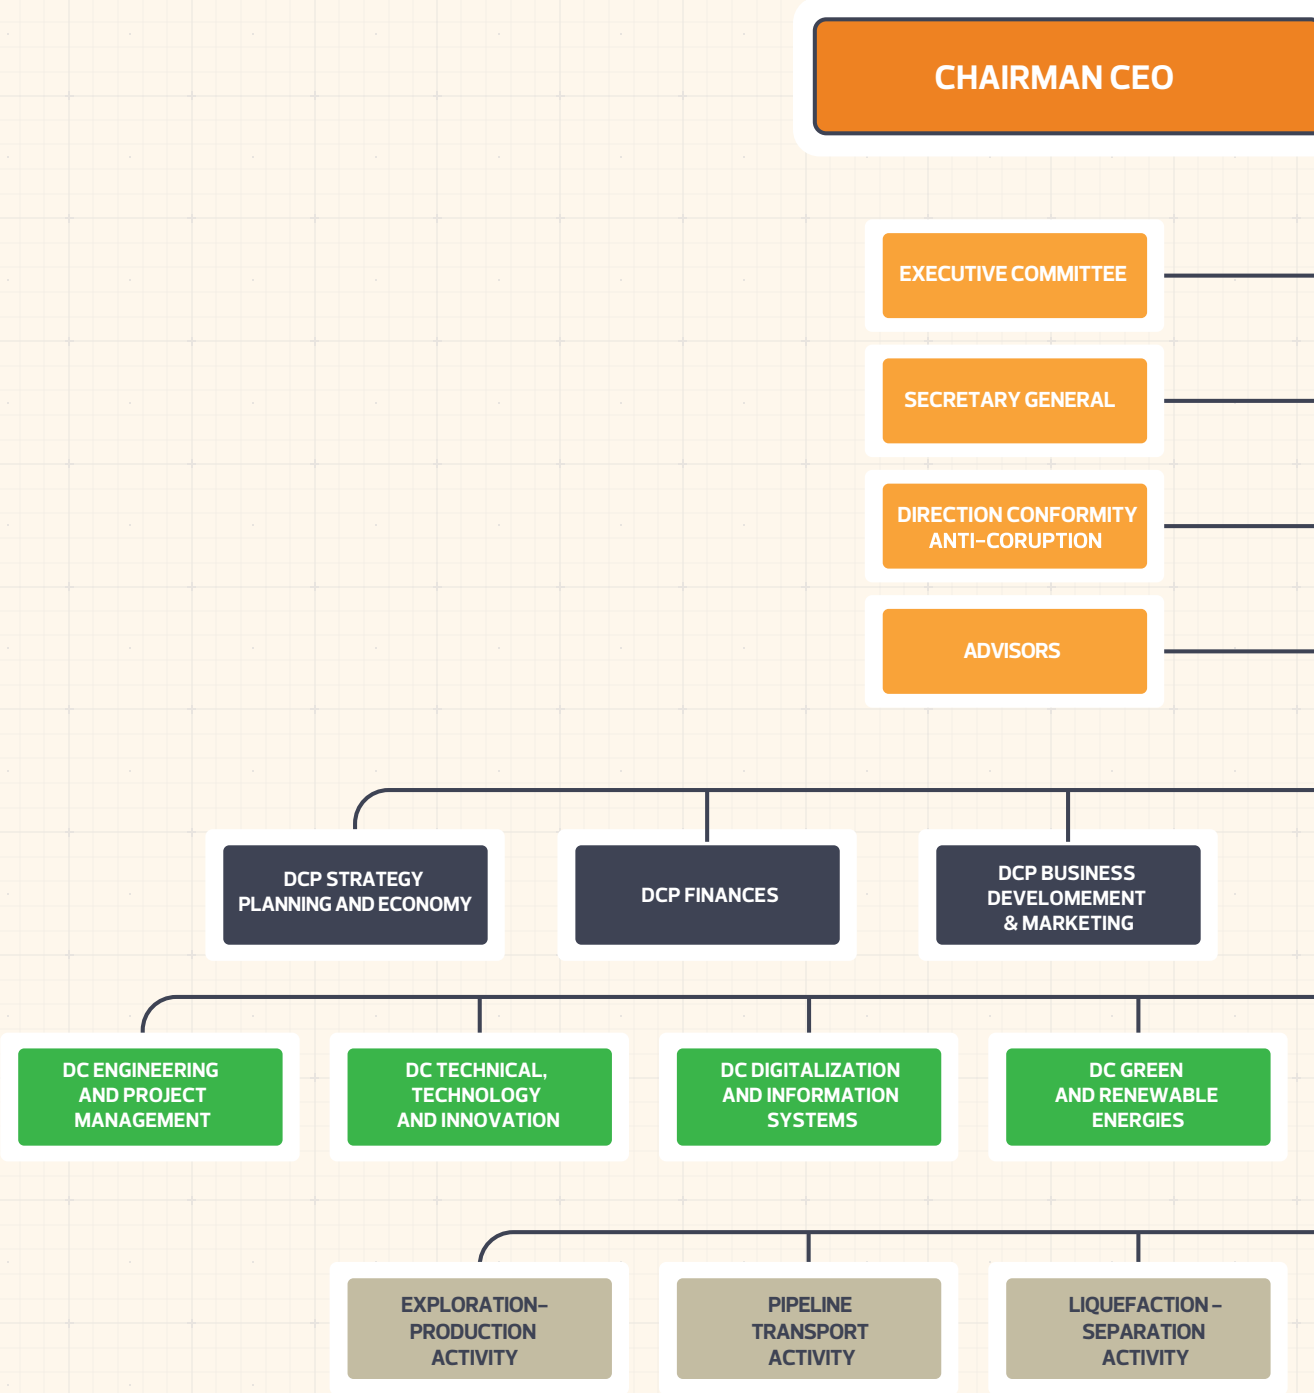 CHAIRMAN CEO
EXECUTIVE COMMITTEE
SECRETARY GENERAL
DIRECTION CONFORMITY
ANTI-CORUPTION
ADVISORS
DCP STRATEGY
PLANNING AND ECONOMY
DCP FINANCES
DCP BUSINESS
DEVELOMEMENT
& MARKETING
DC ENGINEERING
AND PROJECT
MANAGEMENT
DC TECHNICAL,
TECHNOLOGY
AND INNOVATION
DC DIGITALIZATION
AND INFORMATION
SYSTEMS
DC GREEN
AND RENEWABLE
ENERGIES
EXPLORATION-
PRODUCTION
ACTIVITY
PIPELINE
TRANSPORT
ACTIVITY
LIQUEFACTION -
SEPARATION
ACTIVITY